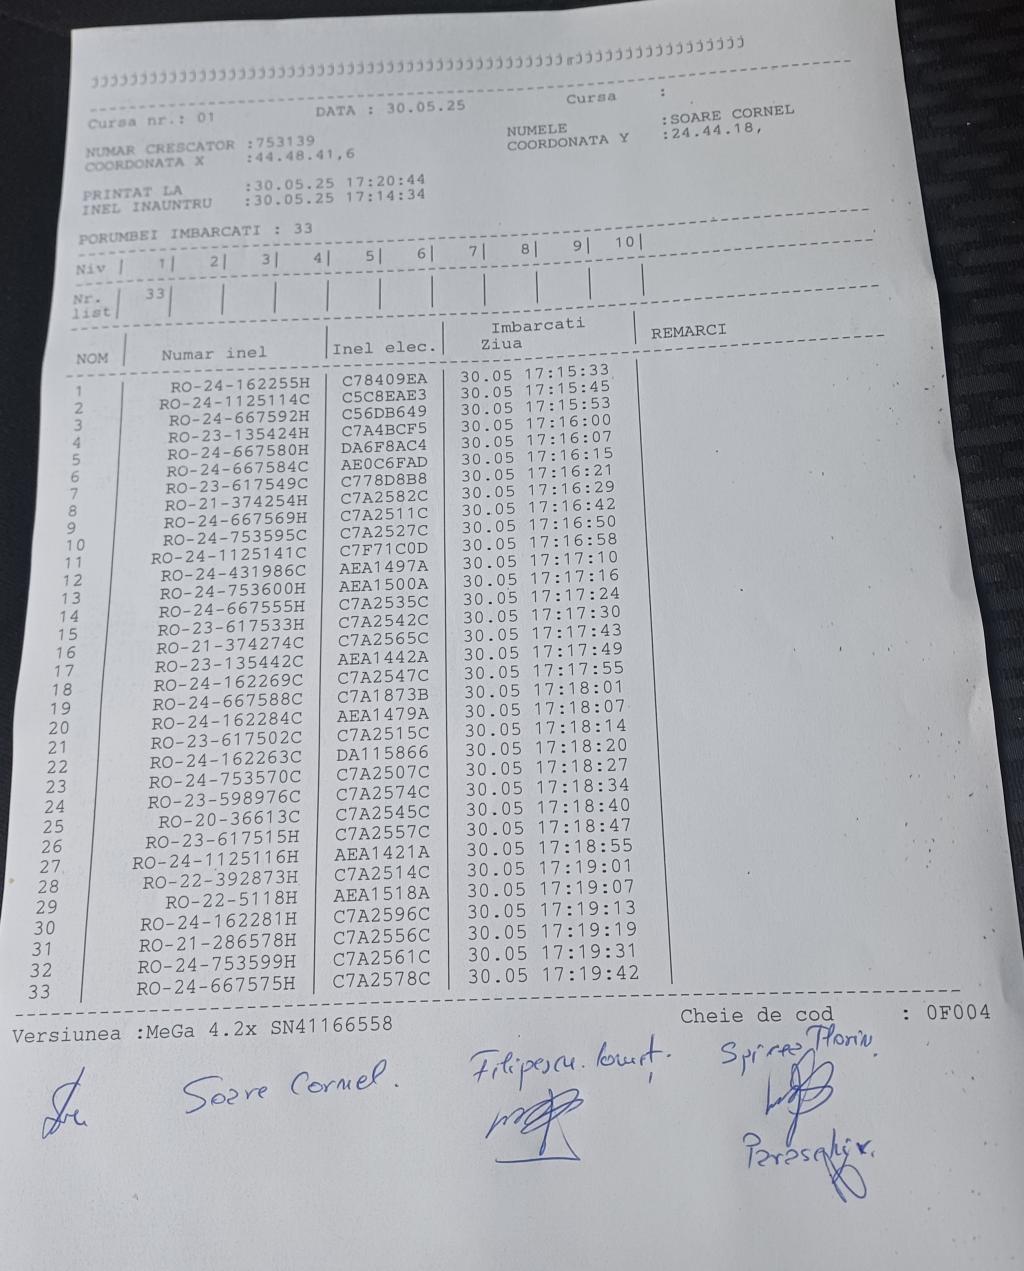 jjjjjjjjjjjjjjjjjjjjjjjjjjjjjjjjjjjjjjjjjjjjjjjjjjrjjjjjjjjjjjjjjjjjj
Cursa nr.: 01 DATA : 30.05.25 Cursa :
NUMAR CRESCATOR :753139 NUMELE :SOARE CORNEL
COORDONATA X :44.48.41,6 COORDONATA Y :24.44.18,
PRINTAT LA :30.05.25 17:20:44
INEL INAUNTRU :30.05.25 17:14:34
PORUMBEI IMBARCATI : 33
Niv | 1| 2| 3| 4| 5| 6| 7| 8| 9| 10|
Nr. list | 33| | | | | | | | | |
NOM | Numar inel | Inel elec. | Imbarcati Ziua | REMARCI
1 RO-24-162255H C78409EA 30.05 17:15:33
2 RO-24-1125114C C5C8EAE3 30.05 17:15:45
3 RO-24-667592H C56DB649 30.05 17:15:53
4 RO-23-135424H C7A4BCF5 30.05 17:16:00
5 RO-24-667580H DA6F8AC4 30.05 17:16:07
6 RO-24-667584C AE0C6FAD 30.05 17:16:15
7 RO-23-617549C C778D8B8 30.05 17:16:21
8 RO-21-374254H C7A2582C 30.05 17:16:29
9 RO-24-667569H C7A2511C 30.05 17:16:42
10 RO-24-753595C C7A2527C 30.05 17:16:50
11 RO-24-1125141C C7F71C0D 30.05 17:16:58
12 RO-24-431986C AEA1497A 30.05 17:17:10
13 RO-24-753600H AEA1500A 30.05 17:17:16
14 RO-24-667555H C7A2535C 30.05 17:17:24
15 RO-23-617533H C7A2542C 30.05 17:17:30
16 RO-21-374274C C7A2565C 30.05 17:17:43
17 RO-23-135442C AEA1442A 30.05 17:17:49
18 RO-24-162269C C7A2547C 30.05 17:17:55
19 RO-24-667588C C7A1873B 30.05 17:18:01
20 RO-24-162284C AEA1479A 30.05 17:18:07
21 RO-23-617502C C7A2515C 30.05 17:18:14
22 RO-24-162263C DA115866 30.05 17:18:20
23 RO-24-753570C C7A2507C 30.05 17:18:27
24 RO-23-598976C C7A2574C 30.05 17:18:34
25 RO-20-36613C C7A2545C 30.05 17:18:40
26 RO-23-617515H C7A2557C 30.05 17:18:47
27 RO-24-1125116H AEA1421A 30.05 17:18:55
28 RO-22-392873H C7A2514C 30.05 17:19:01
29 RO-22-5118H AEA1518A 30.05 17:19:07
30 RO-24-162281H C7A2596C 30.05 17:19:13
31 RO-21-286578H C7A2556C 30.05 17:19:19
32 RO-24-753599H C7A2561C 30.05 17:19:31
33 RO-24-667575H C7A2578C 30.05 17:19:42
Versiunea :MeGa 4.2x SN41166558 Cheie de cod : 0F004
Soare Cornel. Filipescu Florin